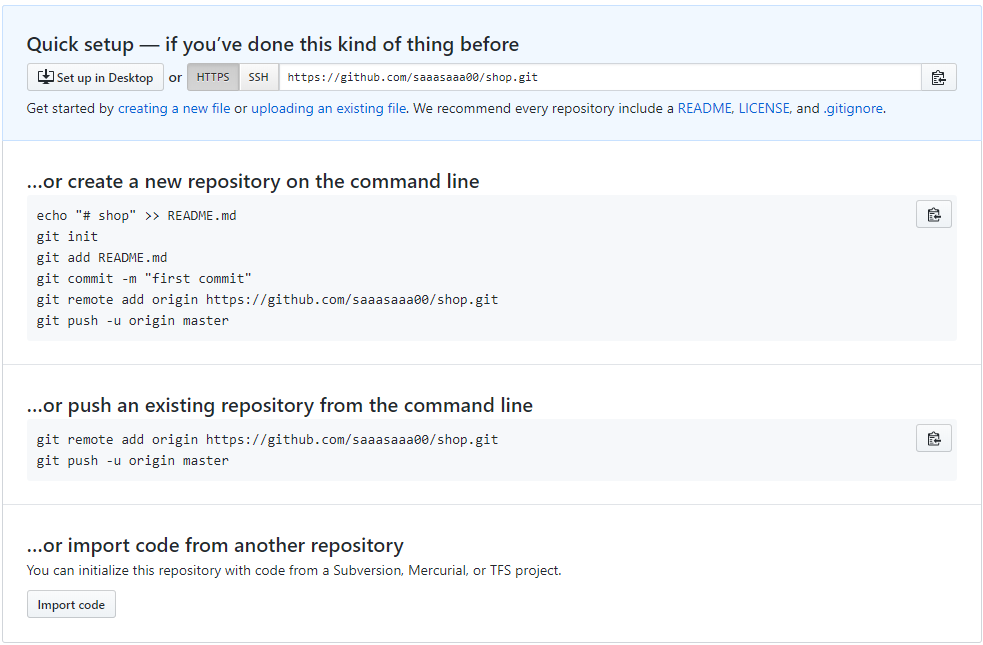 Quick setup — if you’ve done this kind of thing before
Set up in Desktop or HTTPS SSH https://github.com/saaasaaa00/shop.git
Get started by creating a new file or uploading an existing file. We recommend every repository include a README, LICENSE, and .gitignore.
…or create a new repository on the command line
echo "# shop" >> README.md
git init
git add README.md
git commit -m "first commit"
git remote add origin https://github.com/saaasaaa00/shop.git
git push -u origin master
…or push an existing repository from the command line
git remote add origin https://github.com/saaasaaa00/shop.git
git push -u origin master
…or import code from another repository
You can initialize this repository with code from a Subversion, Mercurial, or TFS project.
Import code